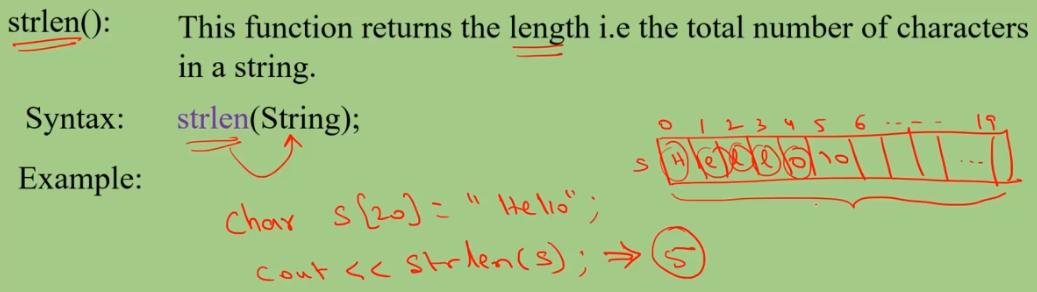 strlen(): This function returns the length i.e the total number of characters
in a string.
Syntax: strlen(String);
0 1 2 3 4 5 6 ---- 19
S H e l l o \0 ...
Example:
char s[20] = "Hello";
cout << strlen(s); ⇒ 5